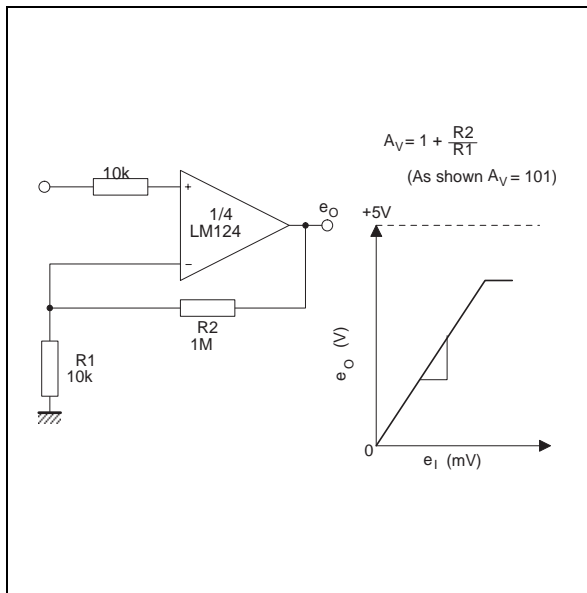 10k
+
1/4
LM124
−
e_O
R2
1M
R1
10k
A_V = 1 + R2/R1
(As shown A_V = 101)
+5V
e_O (V)
0
e_I (mV)